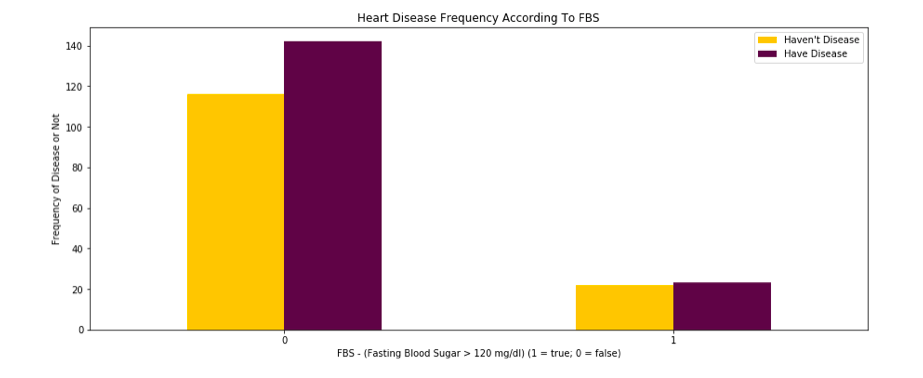 Heart Disease Frequency According To FBS
Haven't Disease
Have Disease
Frequency of Disease or Not
140
120
100
80
60
40
20
0
0
1
FBS - (Fasting Blood Sugar > 120 mg/dl) (1 = true; 0 = false)